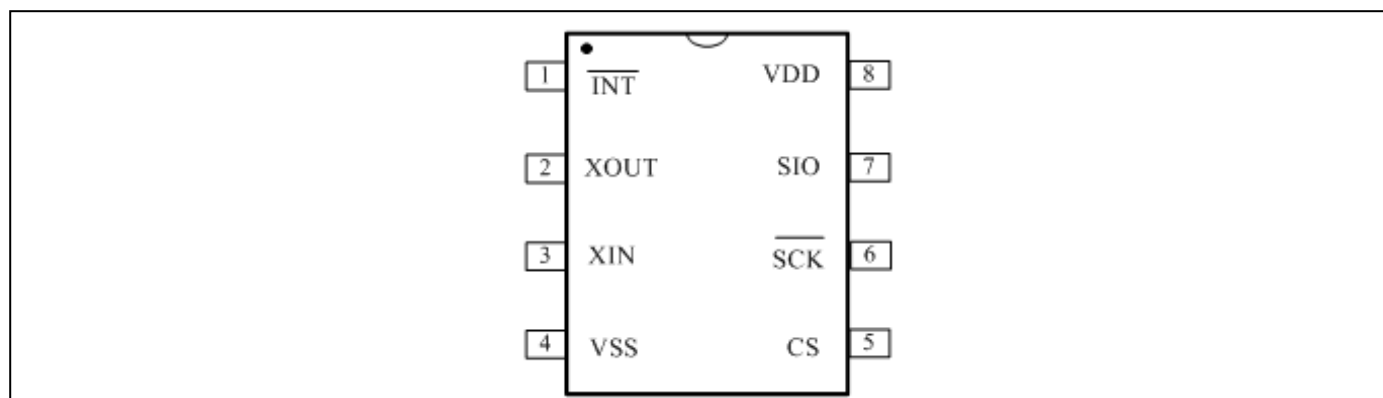 1 INT VDD 8
2 XOUT SIO 7
3 XIN SCK 6
4 VSS CS 5